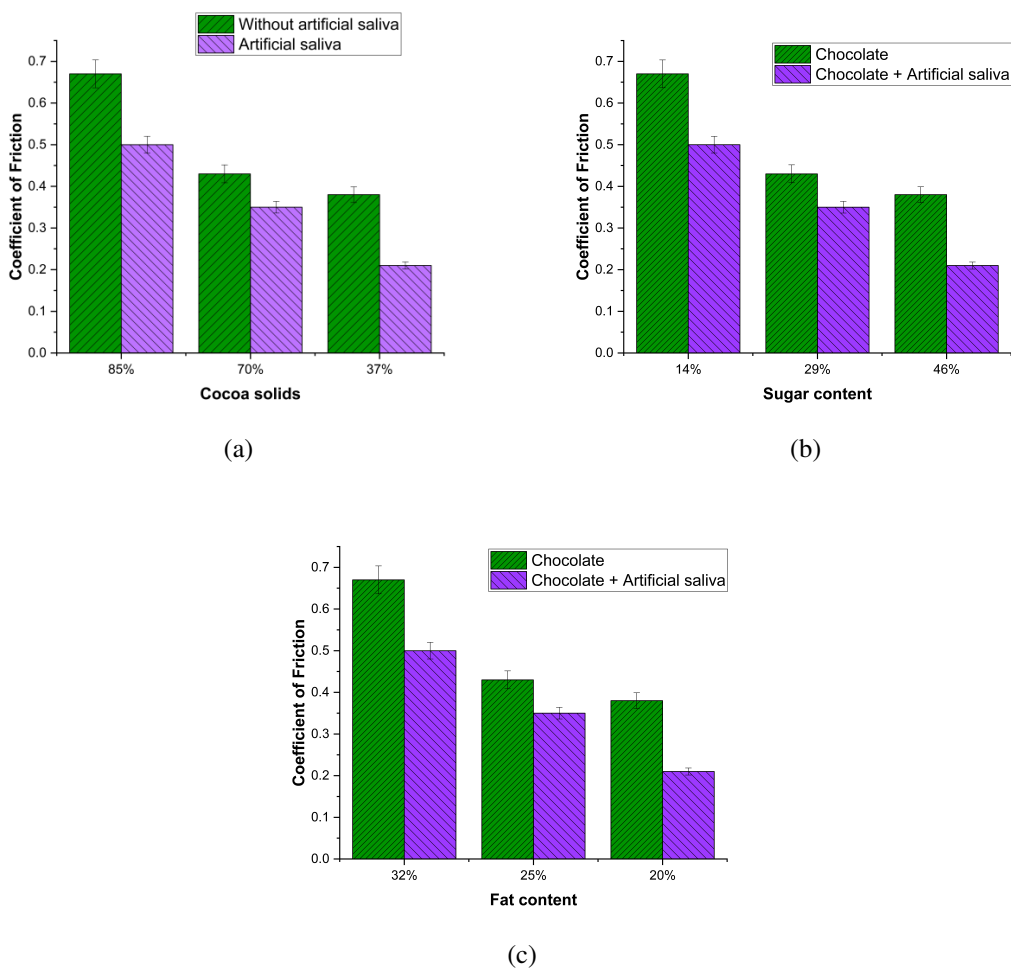 Without artificial saliva
Artificial saliva
0.7
0.6
0.5
0.4
0.3
0.2
0.1
0.0
Coefficient of Friction
85% 70% 37%
Cocoa solids
(a)
Chocolate
Chocolate + Artificial saliva
0.7
0.6
0.5
0.4
0.3
0.2
0.1
0.0
Coefficient of Friction
14% 29% 46%
Sugar content
(b)
Chocolate
Chocolate + Artificial saliva
0.7
0.6
0.5
0.4
0.3
0.2
0.1
0.0
Coefficient of Friction
32% 25% 20%
Fat content
(c)